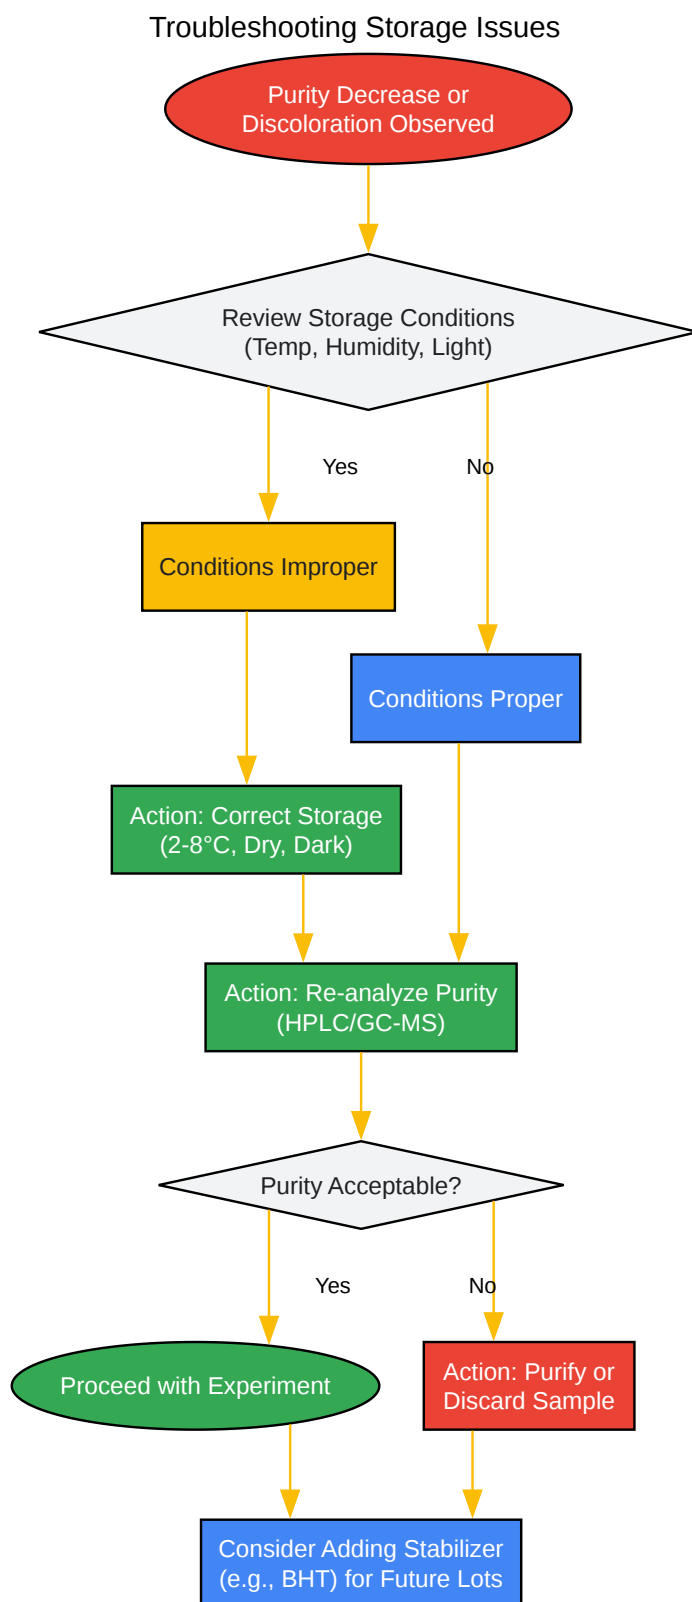 Troubleshooting Storage Issues
Purity Decrease or
Discoloration Observed
Review Storage Conditions
(Temp, Humidity, Light)
Yes
No
Conditions Improper
Conditions Proper
Action: Correct Storage
(2-8°C, Dry, Dark)
Action: Re-analyze Purity
(HPLC/GC-MS)
Purity Acceptable?
Yes
No
Proceed with Experiment
Action: Purify or
Discard Sample
Consider Adding Stabilizer
(e.g., BHT) for Future Lots